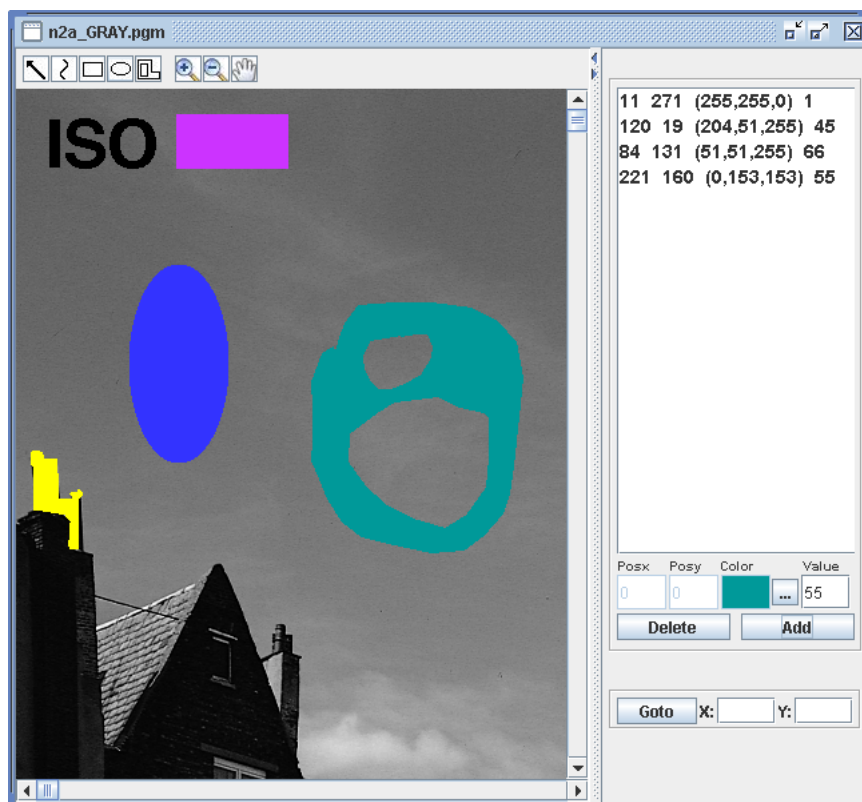 n2a_GRAY.pgm
ISO
11 271 (255,255,0) 1
120 19 (204,51,255) 45
84 131 (51,51,255) 66
221 160 (0,153,153) 55
Posx Posy Color Value
0 0 ... 55
Delete Add
Goto X: Y: